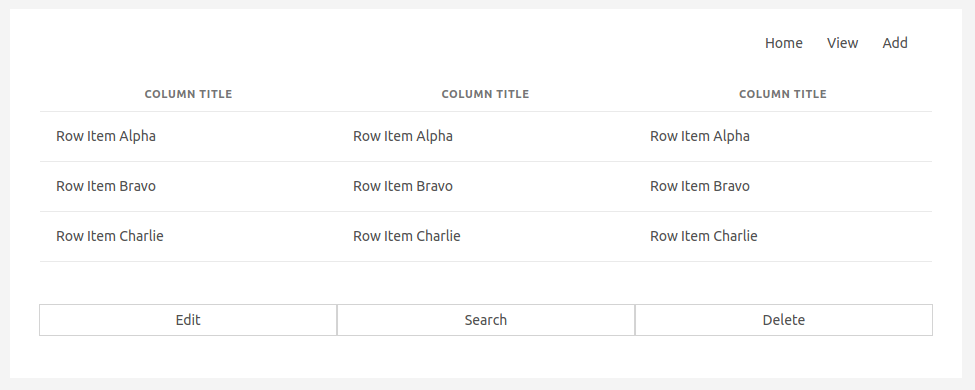 Home View Add
COLUMN TITLE COLUMN TITLE COLUMN TITLE
Row Item Alpha Row Item Alpha Row Item Alpha
Row Item Bravo Row Item Bravo Row Item Bravo
Row Item Charlie Row Item Charlie Row Item Charlie
Edit Search Delete